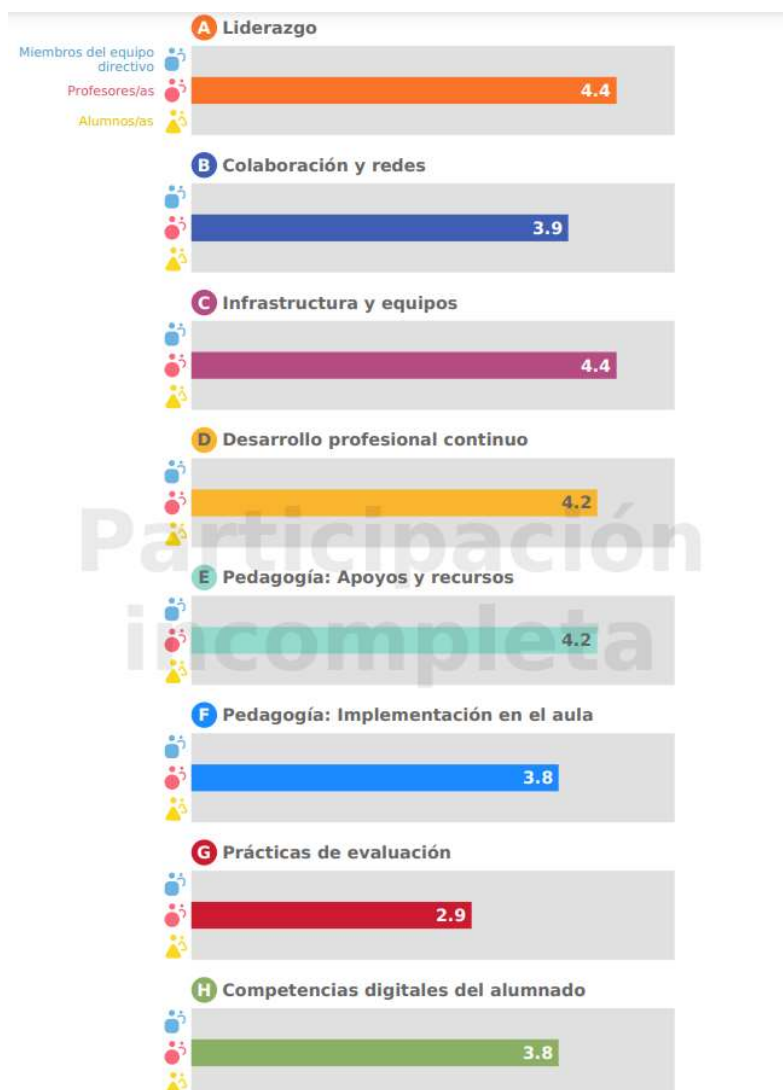 A Liderazgo
Miembros del equipo
directivo
Profesores/as
4.4
Alumnos/as
B Colaboración y redes
3.9
C Infrastructura y equipos
4.4
D Desarrollo profesional continuo
4.2
Participación
E Pedagogía: Apoyos y recursos
incompleta
4.2
F Pedagogía: Implementación en el aula
3.8
G Prácticas de evaluación
2.9
H Competencias digitales del alumnado
3.8